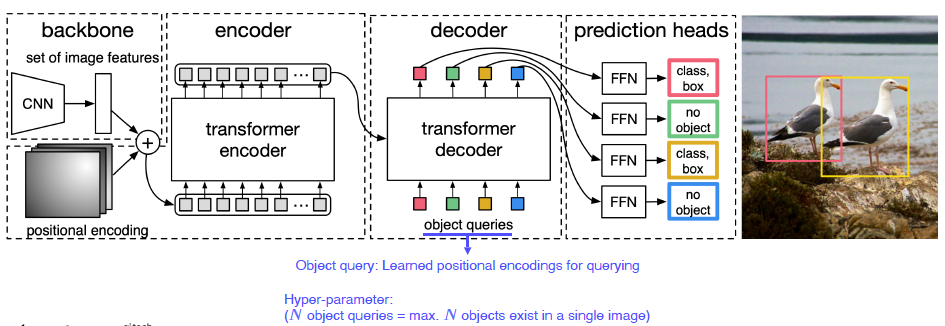 backbone
encoder
decoder
prediction heads
set of image features
CNN
+
positional encoding
...
transformer
encoder
...
transformer
decoder
object queries
FFN
class,
box
FFN
no
object
FFN
class,
box
FFN
no
object
Object query: Learned positional encodings for querying
Hyper-parameter:
(N object queries = max. N objects exist in a single image)